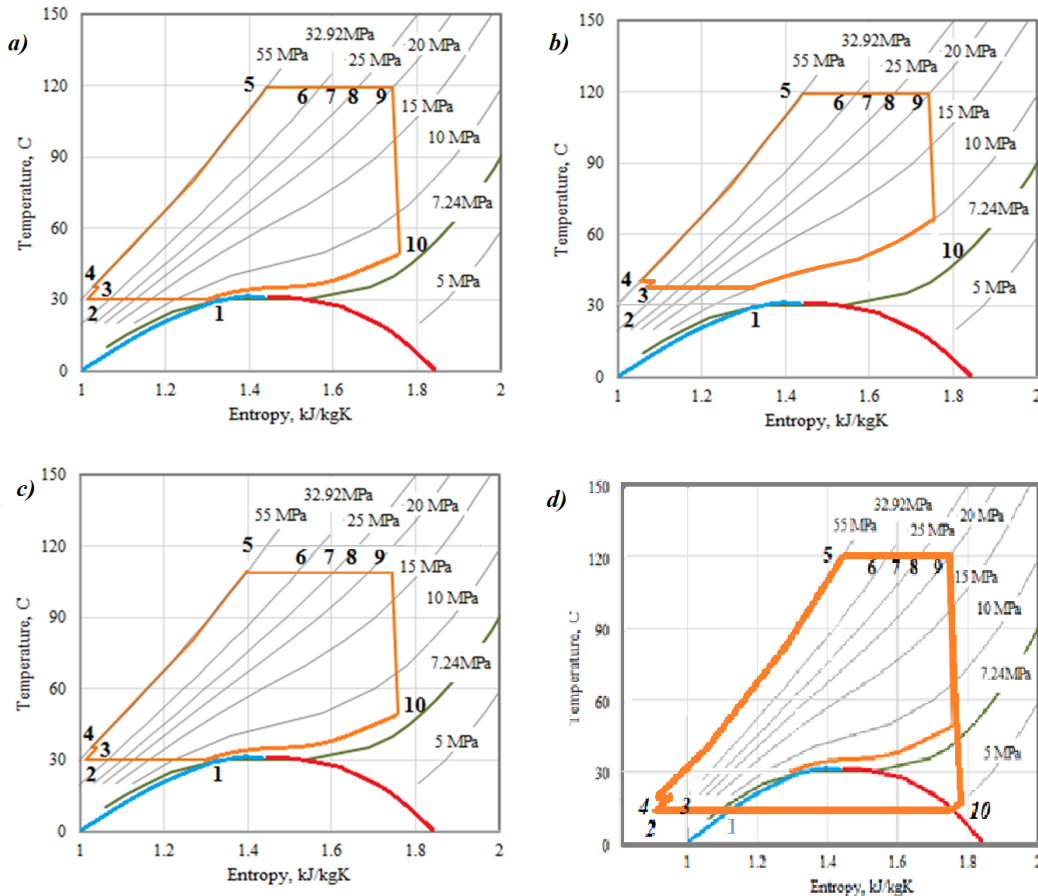 a)
150
120
90
60
30
0
Temperature, C
1
1.2
1.4
1.6
1.8
2
Entropy, kJ/kgK
55 MPa
32.92MPa
25 MPa
20 MPa
15 MPa
10 MPa
7.24MPa
5 MPa
1
2
3
4
5
6
7
8
9
10
b)
150
120
90
60
30
0
Temperature, C
1
1.2
1.4
1.6
1.8
2
Entropy, kJ/kgK
55 MPa
32.92MPa
25 MPa
20 MPa
15 MPa
10 MPa
7.24MPa
5 MPa
1
2
3
4
5
6
7
8
9
10
c)
150
120
90
60
30
0
Temperature, C
1
1.2
1.4
1.6
1.8
2
Entropy, kJ/kgK
55 MPa
32.92MPa
25 MPa
20 MPa
15 MPa
10 MPa
7.24MPa
5 MPa
1
2
3
4
5
6
7
8
9
10
d)
150
120
90
60
30
0
Temperature, C
1
1.2
1.4
1.6
1.8
2
Entropy, kJ/kgK
55 MPa
32.92MPa
25 MPa
20 MPa
15 MPa
10 MPa
7.24MPa
5 MPa
1
2
3
4
5
6
7
8
9
10